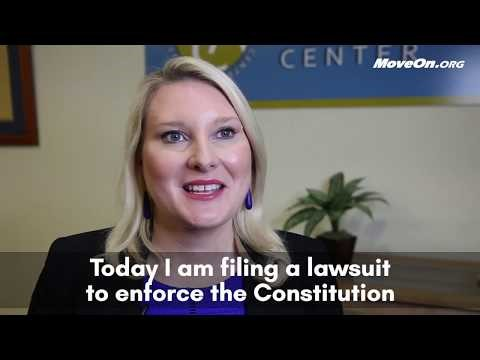 CENTER
MoveOn.ORG
Today I am filing a lawsuit
to enforce the Constitution